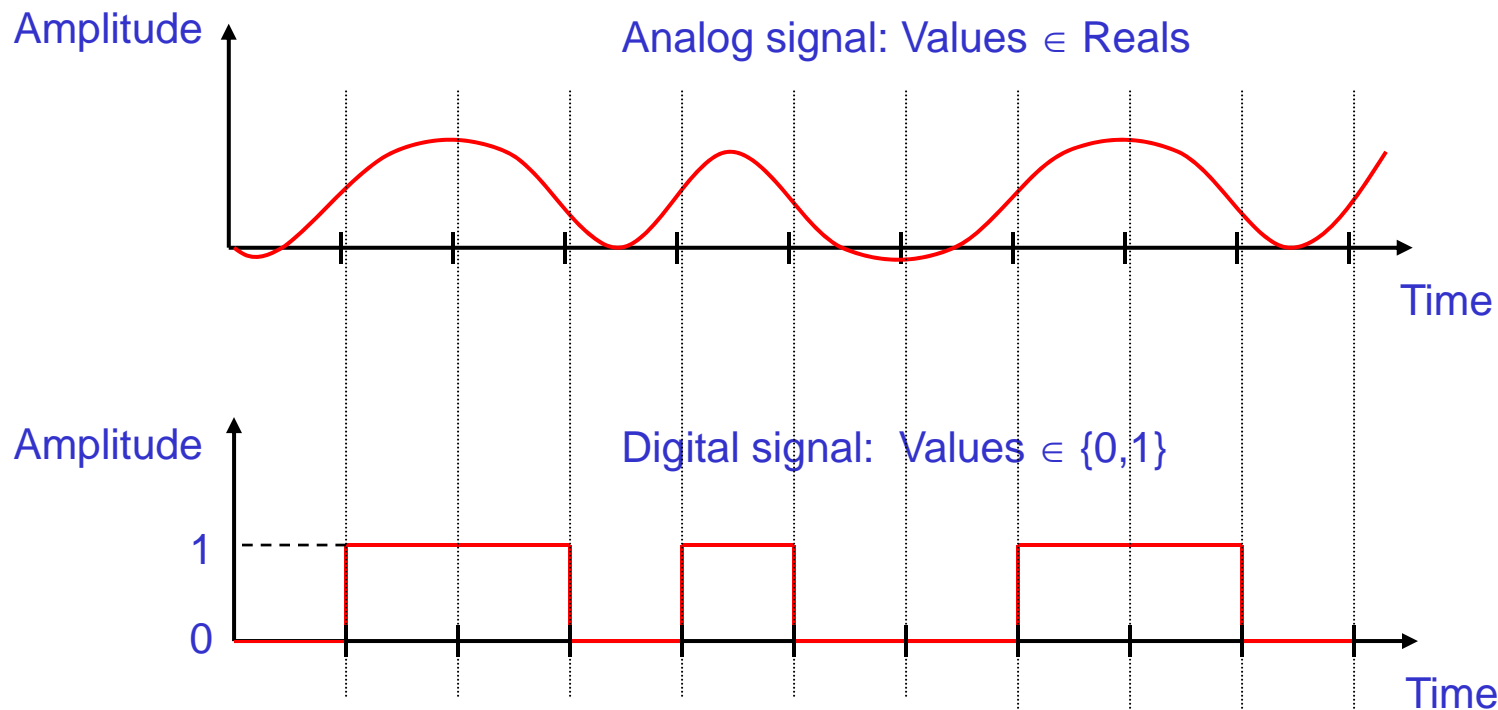 Amplitude
Analog signal: Values ∈ Reals
Time
Amplitude
Digital signal: Values ∈ {0,1}
1
0
Time